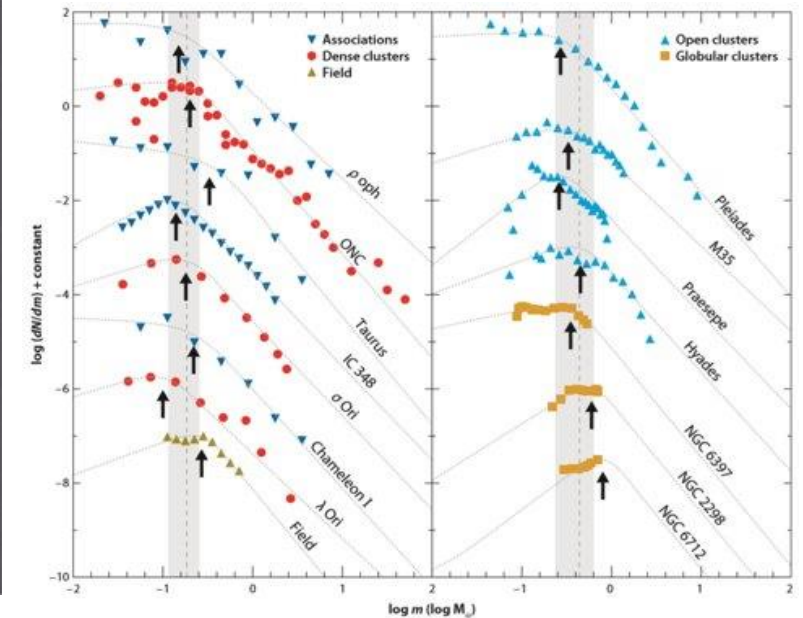 2
0
−2
−4
−6
−8
−10
log (dN/dm) + constant
Associations
Dense clusters
Field
ρ oph
ONC
Taurus
IC 348
σ Ori
Chameleon I
λ Ori
Field
Open clusters
Globular clusters
Pleiades
M35
Praesepe
Hyades
NGC 6397
NGC 2298
NGC 6712
−2
−1
0
1
2
−1
0
1
2
log m (log M